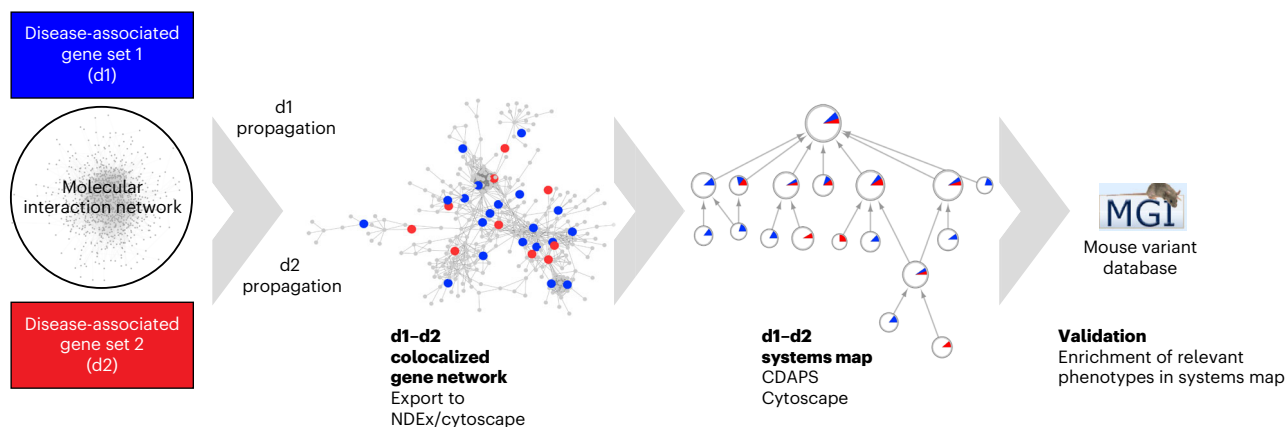 Disease-associated
gene set 1
(d1)
Molecular
interaction network
Disease-associated
gene set 2
(d2)
d1
propagation
d2
propagation
d1–d2
colocalized
gene network
Export to
NDEx/cytoscape
d1–d2
systems map
CDAPS
Cytoscape
MGI
Mouse variant
database
Validation
Enrichment of relevant
phenotypes in systems map